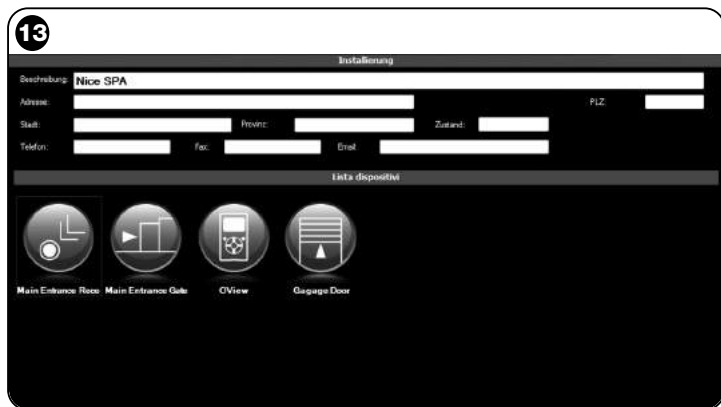 13
Installierung
Beschreibung: Nice SPA
Adresse: PLZ:
Stadt: Provinz: Zustand:
Telefon: Fax: Email:
Lista dispositivi
Main Entrance Rece Main Entrance Gate OView Gagage Door